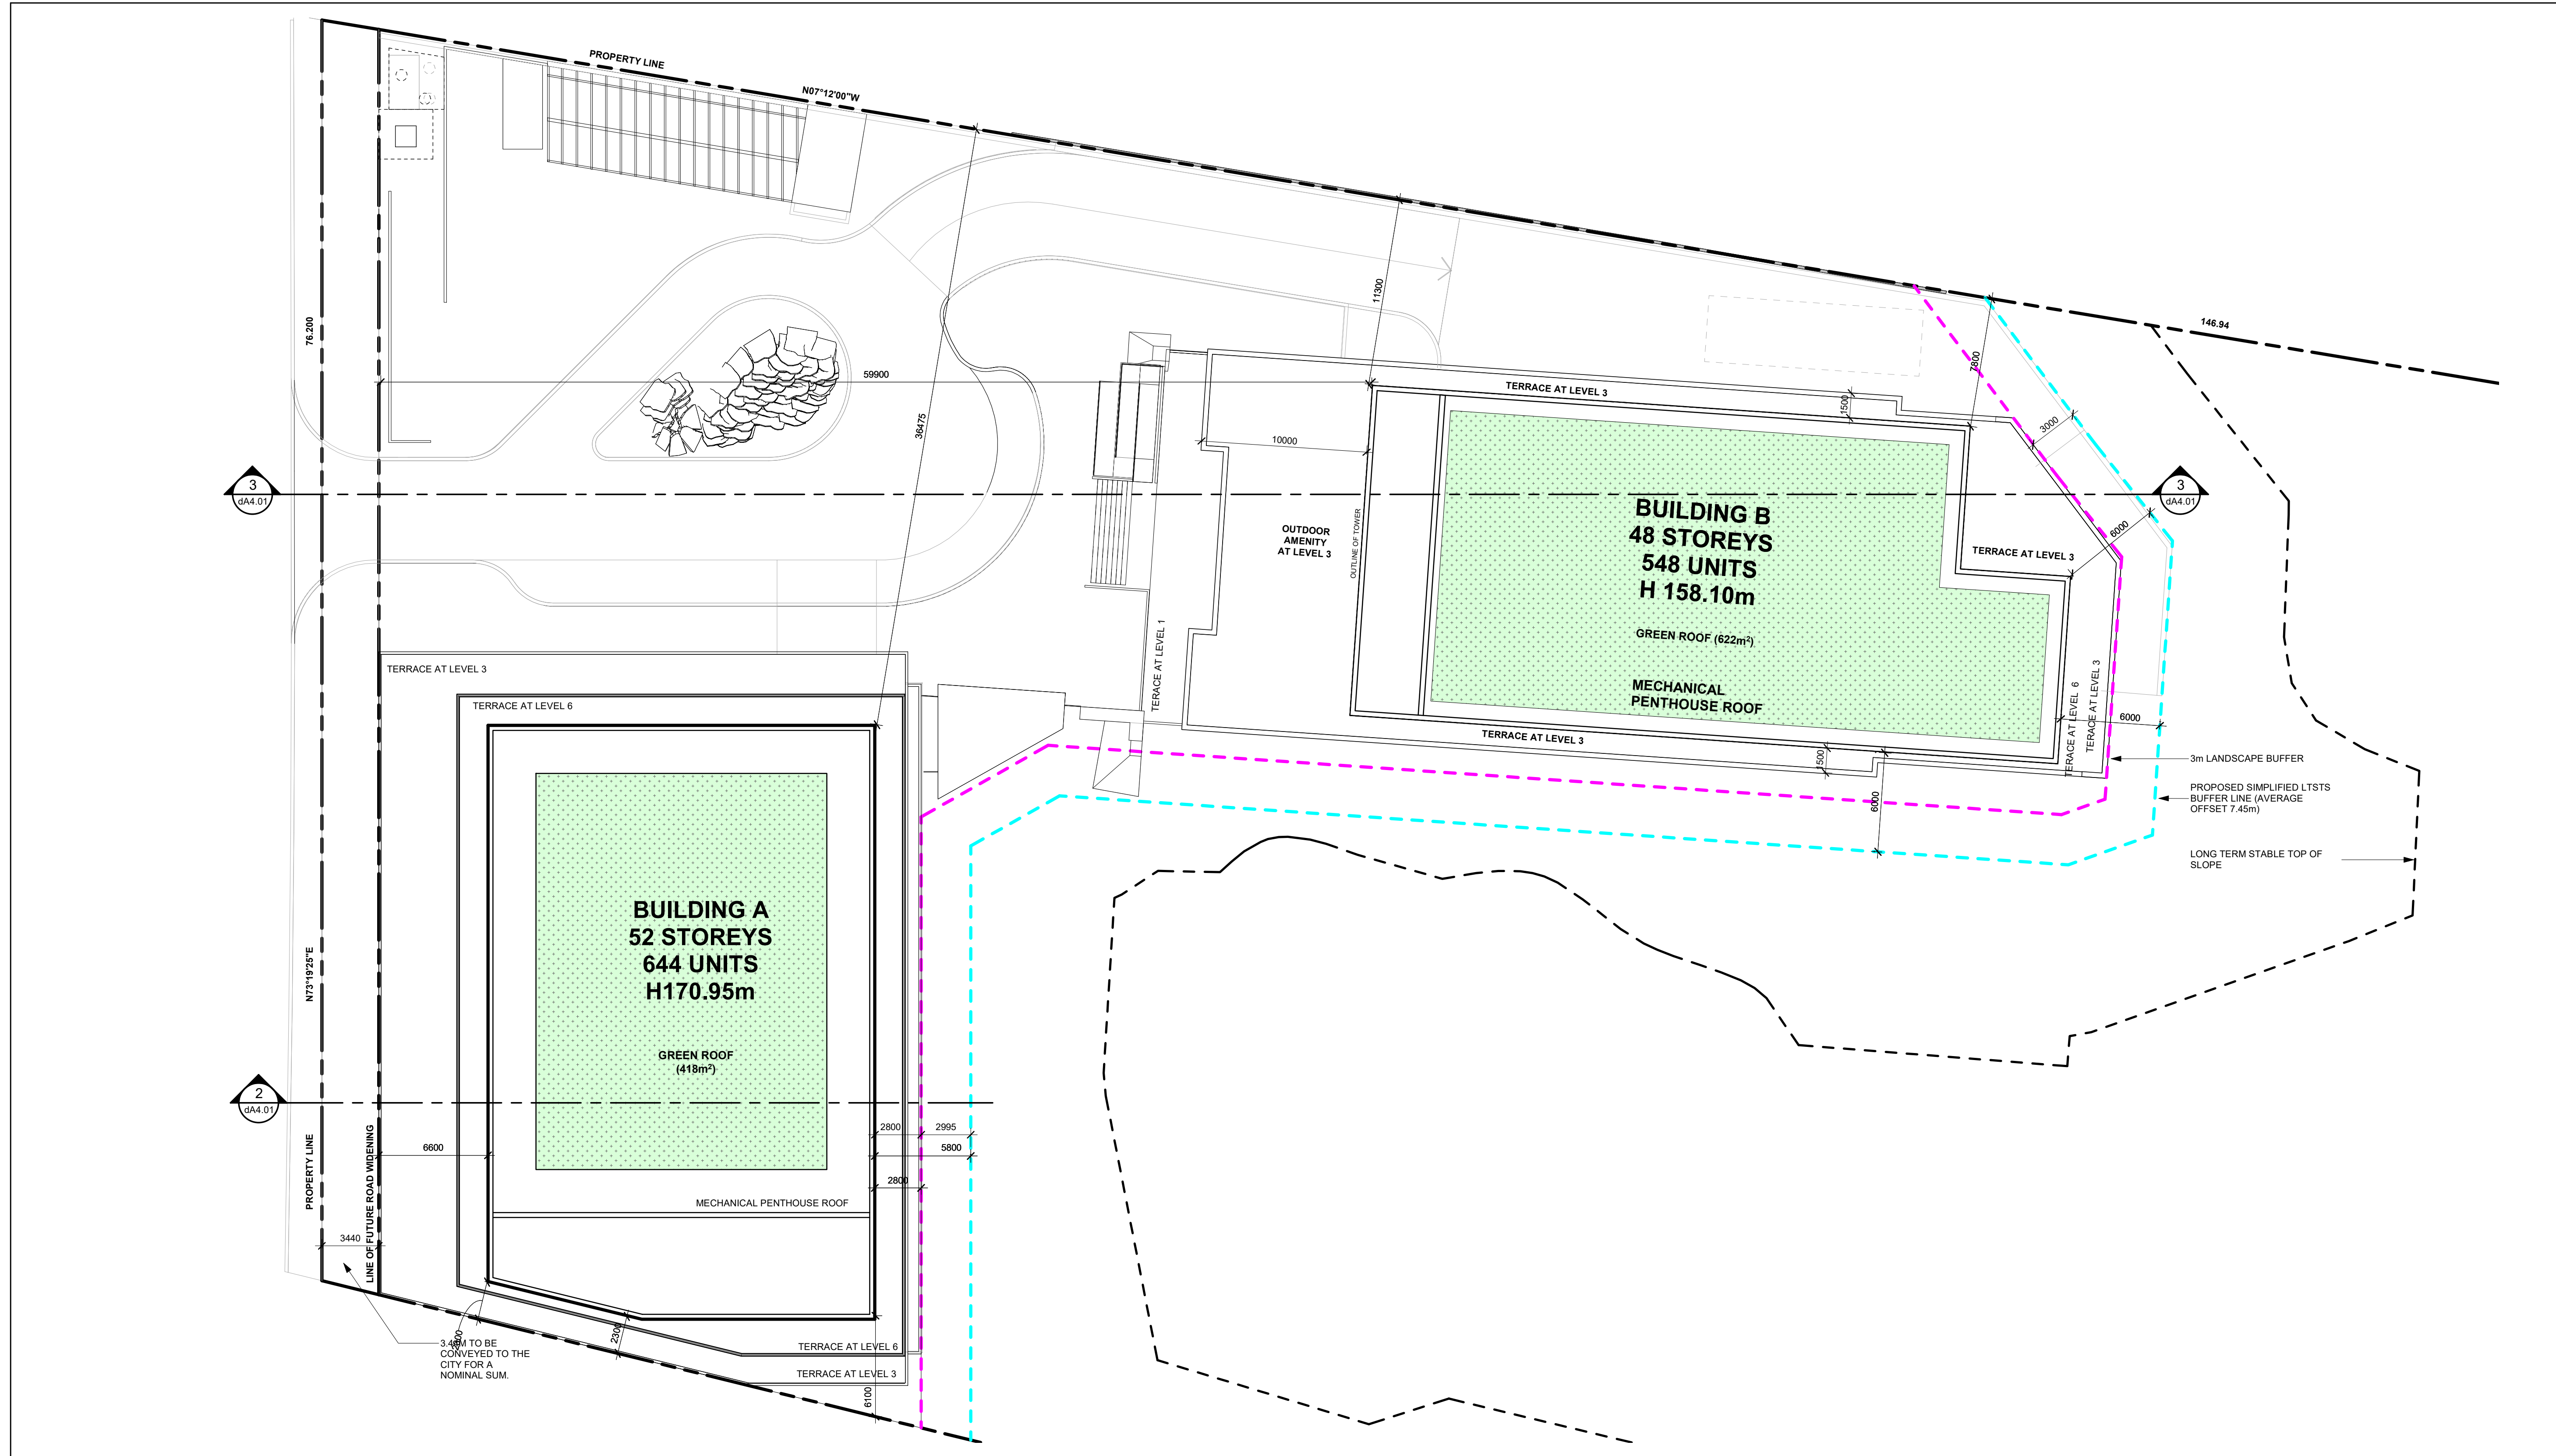 PROPERTY LINE
N07°12'00"W
76.200
59900
36475
11300
146.94
7800
3000
6000
3
dA4.01
3
dA4.01
TERRACE AT LEVEL 3
1500
10000
OUTDOOR
AMENITY
AT LEVEL 3
OUTLINE OF TOWER
BUILDING B
48 STOREYS
548 UNITS
H 158.10m
GREEN ROOF (622m²)
MECHANICAL
PENTHOUSE ROOF
TERRACE AT LEVEL 3
TERRACE AT LEVEL 1
TERRACE AT LEVEL 3
TERRACE AT LEVEL 6
TERACE AT LEVEL 3
6000
1500
6000
3m LANDSCAPE BUFFER
PROPOSED SIMPLIFIED LTSTS
BUFFER LINE (AVERAGE
OFFSET 7.45m)
LONG TERM STABLE TOP OF
SLOPE
TERRACE AT LEVEL 3
TERRACE AT LEVEL 6
BUILDING A
52 STOREYS
644 UNITS
H170.95m
GREEN ROOF
(418m²)
N73°19'25"E
PROPERTY LINE
LINE OF FUTURE ROAD WIDENING
2
dA4.01
6600
2800
2995
5800
2800
MECHANICAL PENTHOUSE ROOF
3440
2300
TO BE
CONVEYED TO THE
CITY FOR A
NOMINAL SUM.
TERRACE AT LEVEL 6
TERRACE AT LEVEL 3
6100